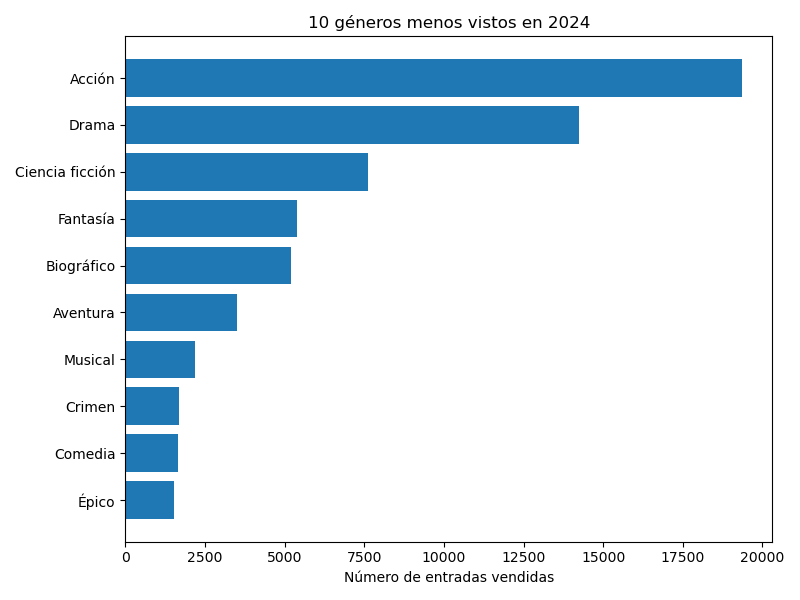 10 géneros menos vistos en 2024
Acción
Drama
Ciencia ficción
Fantasía
Biográfico
Aventura
Musical
Crimen
Comedia
Épico
0 2500 5000 7500 10000 12500 15000 17500 20000
Número de entradas vendidas